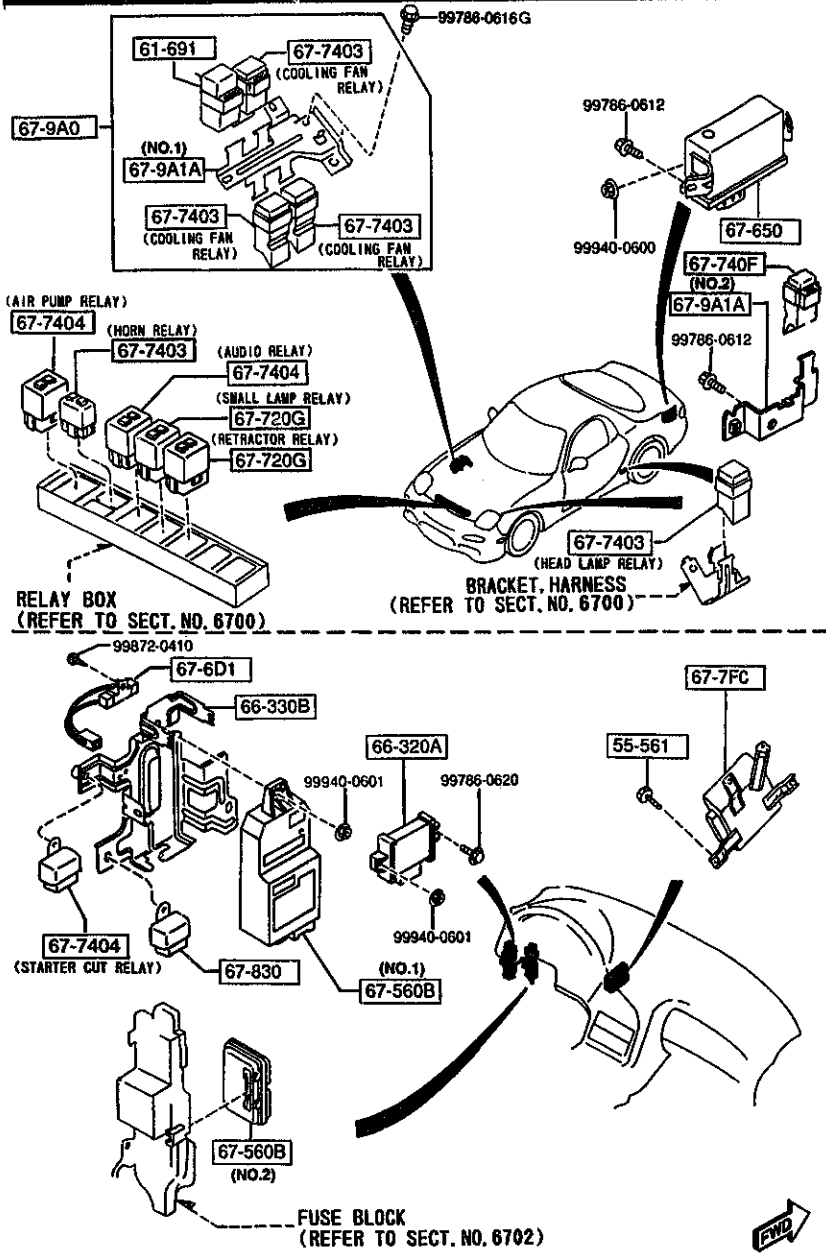 99786-0616G
61-691
67-7403
(COOLING FAN
RELAY)
67-9A0
(NO.1)
67-9A1A
67-7403
(COOLING FAN
RELAY)
67-7403
(COOLING FAN
RELAY)
99786-0612
67-650
99940-0600
67-740F
(NO.2)
67-9A1A
99786-0612
(AIR PUMP RELAY)
67-7404
(HORN RELAY)
67-7403
(AUDIO RELAY)
67-7404
(SMALL LAMP RELAY)
67-720G
(RETRACTOR RELAY)
67-720G
67-7403
(HEAD LAMP RELAY)
RELAY BOX
(REFER TO SECT. NO. 6700)
BRACKET, HARNESS
(REFER TO SECT. NO. 6700)
99872-0410
67-6D1
66-330B
66-320A
99940-0601
99786-0620
67-7FC
55-561
99940-0601
67-7404
(STARTER CUT RELAY)
67-830
(NO.1)
67-560B
67-560B
(NO.2)
FUSE BLOCK
(REFER TO SECT. NO. 6702)
FWD